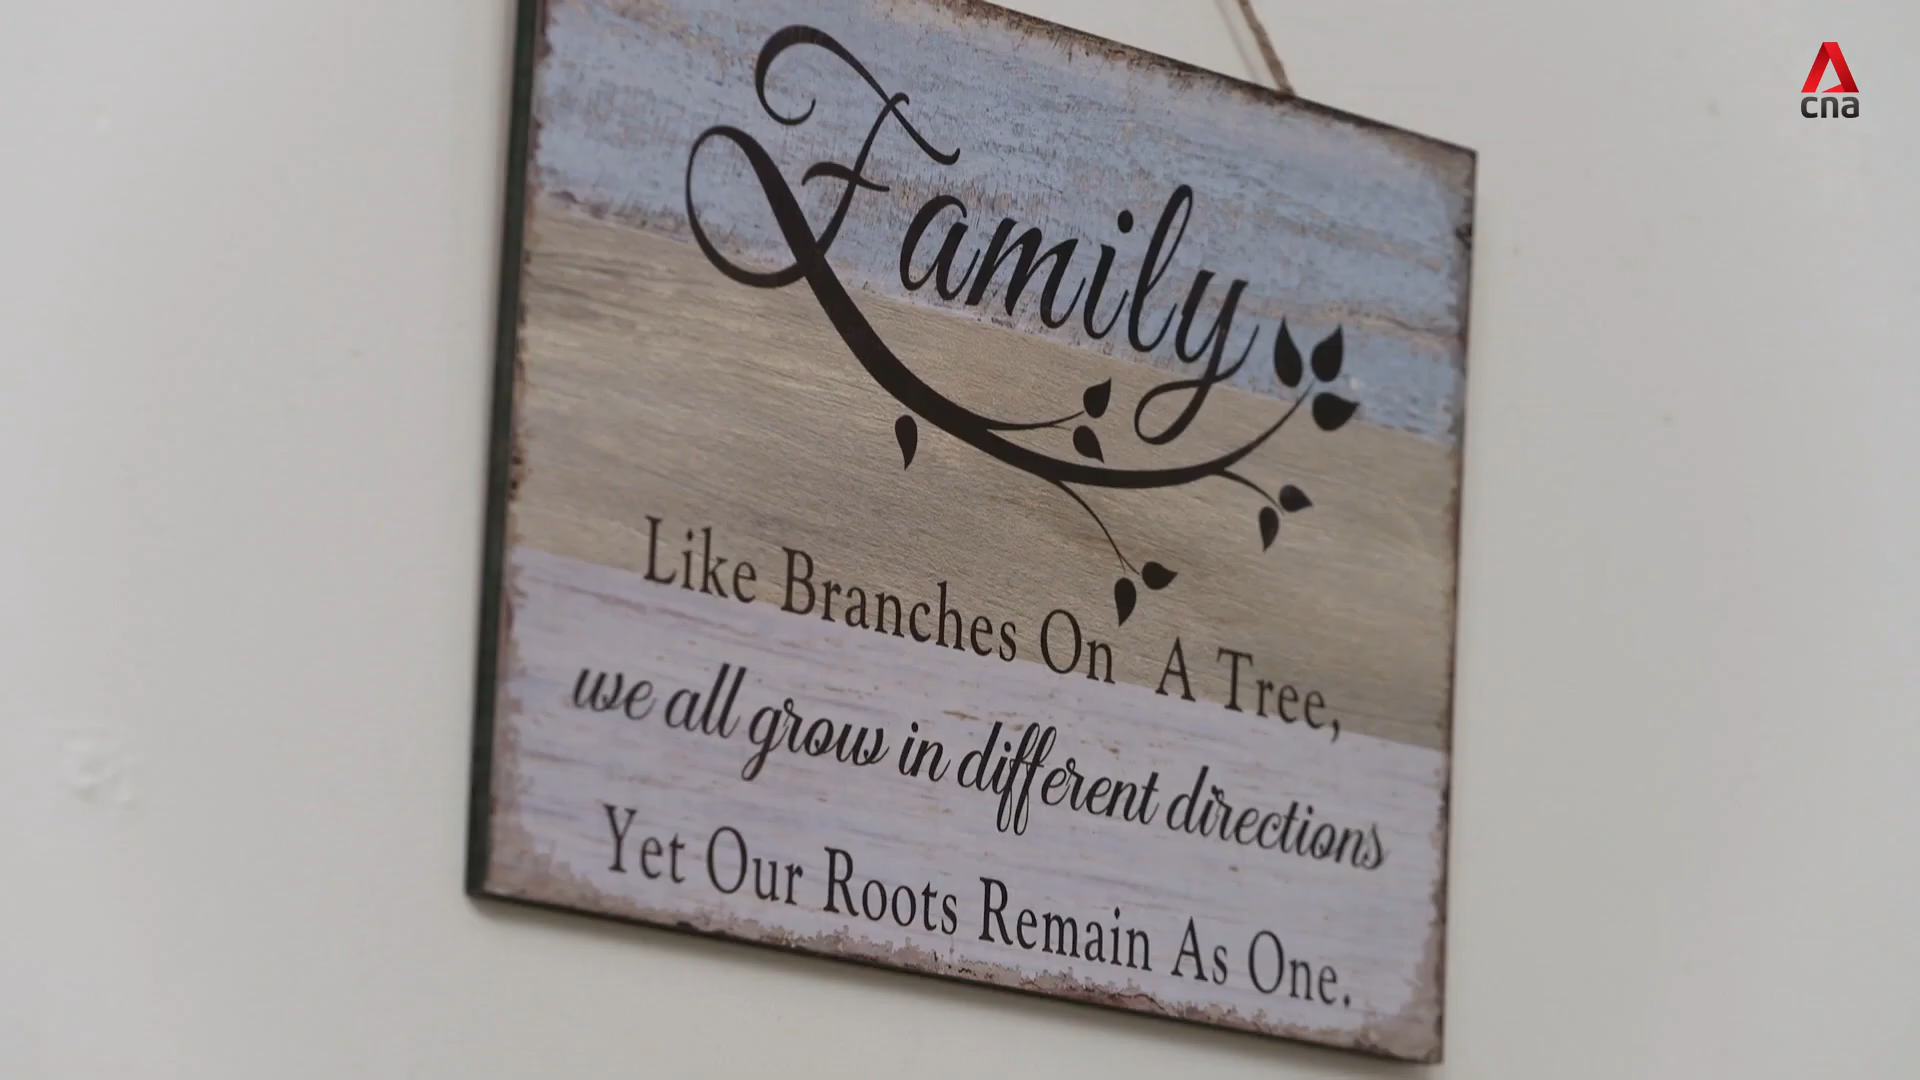 cna
Family
Like Branches On A Tree,
we all grow in different directions
Yet Our Roots Remain As One.